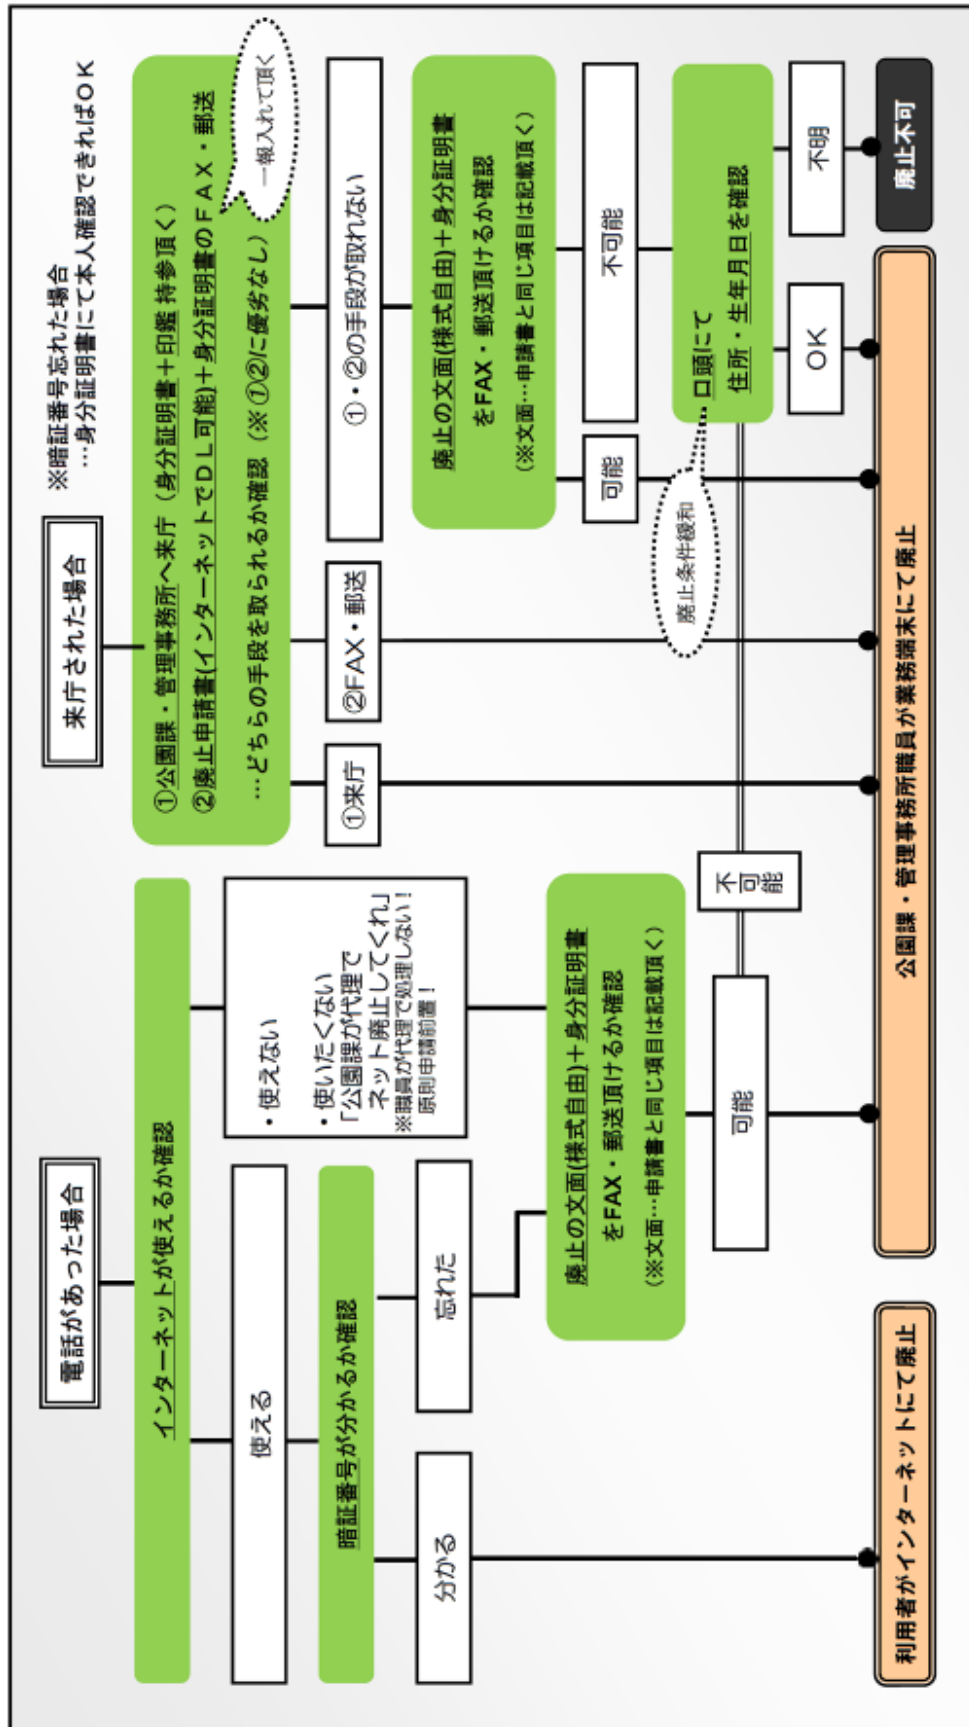 電話があった場合
インターネットが使えるか確認
使える
・使えない
・使いたくない
「公園課が代理で
ネット廃止してくれ」
※職員が代理で処理しない！
原則申請前置！
暗証番号が分かるか確認
分かる
忘れた
廃止の文面(様式自由)＋身分証明書
をFAX・郵送頂けるか確認
(※文面…申請書と同じ項目は記載頂く)
可能
不可能
来庁された場合
※暗証番号忘れた場合
…身分証明書にて本人確認できればOK
①公園課・管理事務所へ来庁（身分証明書＋印鑑 持参頂く）
②廃止申請書(インターネットでＤＬ可能)＋身分証明書のＦＡＸ・郵送
…どちらの手段を取られるか確認（※①②に優劣なし）
一報入れて頂く
①来庁
②FAX・郵送
①・②の手段が取れない
廃止の文面(様式自由)＋身分証明書
をFAX・郵送頂けるか確認
(※文面…申請書と同じ項目は記載頂く)
可能
不可能
廃止条件緩和
口頭にて
住所・生年月日を確認
OK
不明
利用者がインターネットにて廃止
公園課・管理事務所職員が業務端末にて廃止
廃止不可